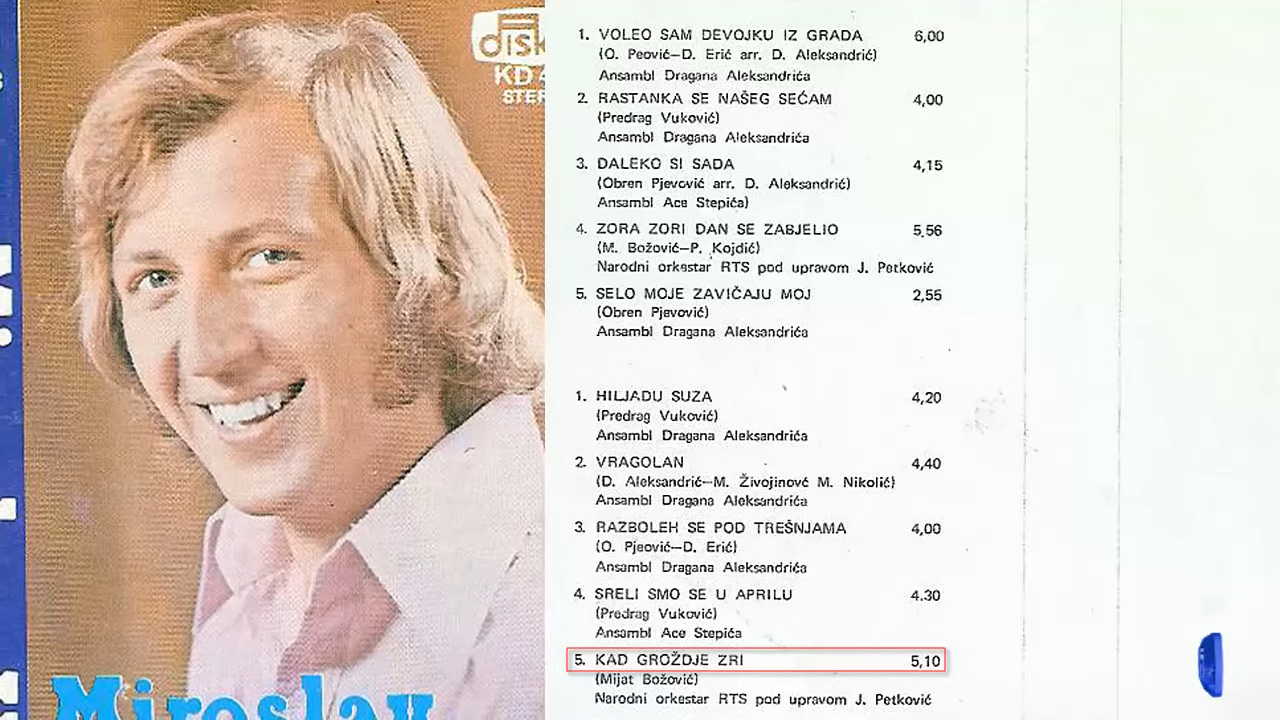 disk
KD 4
STER
Miroslav
1. VOLEO SAM DEVOJKU IZ GRADA 6,00
(O. Peović—D. Erić arr. D. Aleksandrić)
Ansambl Dragana Aleksandrića
2. RASTANKA SE NAŠEG SEĆAM 4,00
(Predrag Vuković)
Ansambl Dragana Aleksandrića
3. DALEKO SI SADA 4,15
(Obren Pjevović arr. D. Aleksandrić)
Ansambl Ace Stepića)
4. ZORA ZORI DAN SE ZABJELIO 5,56
(M. Božović—P. Kojdić)
Narodni orkestar RTS pod upravom J. Petković
5. SELO MOJE ZAVIČAJU MOJ 2,55
(Obren Pjevović)
Ansambl Dragana Aleksandrića
1. HILJADU SUZA 4,20
(Predrag Vuković)
Ansambl Dragana Aleksandrića
2. VRAGOLAN 4,40
(D. Aleksandrić—M. Živojinovć M. Nikolić)
Ansambl Dragana Aleksandrića
3. RAZBOLEH SE POD TREŠNJAMA 4,00
(O. Pjeović—D. Erić)
Ansambl Dragana Aleksandrića
4. SRELI SMO SE U APRILU 4.30
(Predrag Vuković)
Ansambl Ace Stepića
5. KAD GROŽDJE ZRI 5,10
(Mijat Božović)
Narodni orkestar RTS pod upravom J. Petković